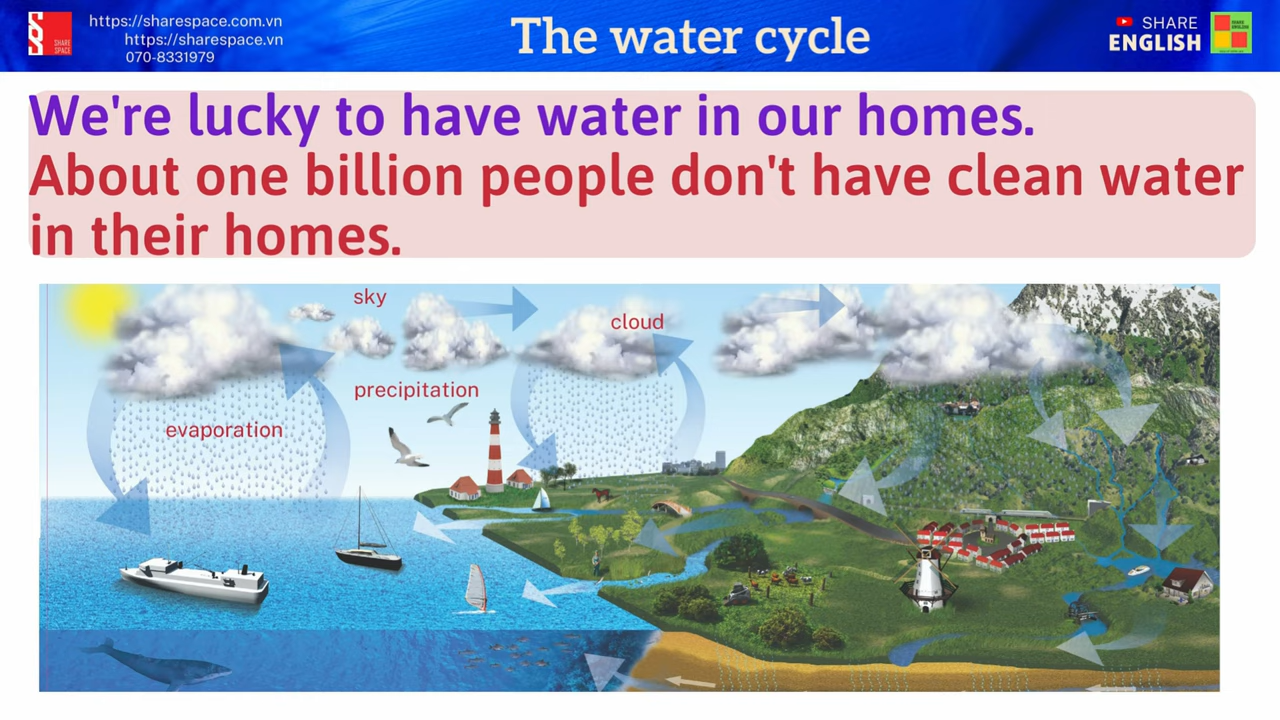 https://sharespace.com.vn
https://sharespace.vn
070-8331979
SHARE
SPACE
The water cycle
SHARE
ENGLISH
We're lucky to have water in our homes.
About one billion people don't have clean water
in their homes.
sky
cloud
precipitation
evaporation